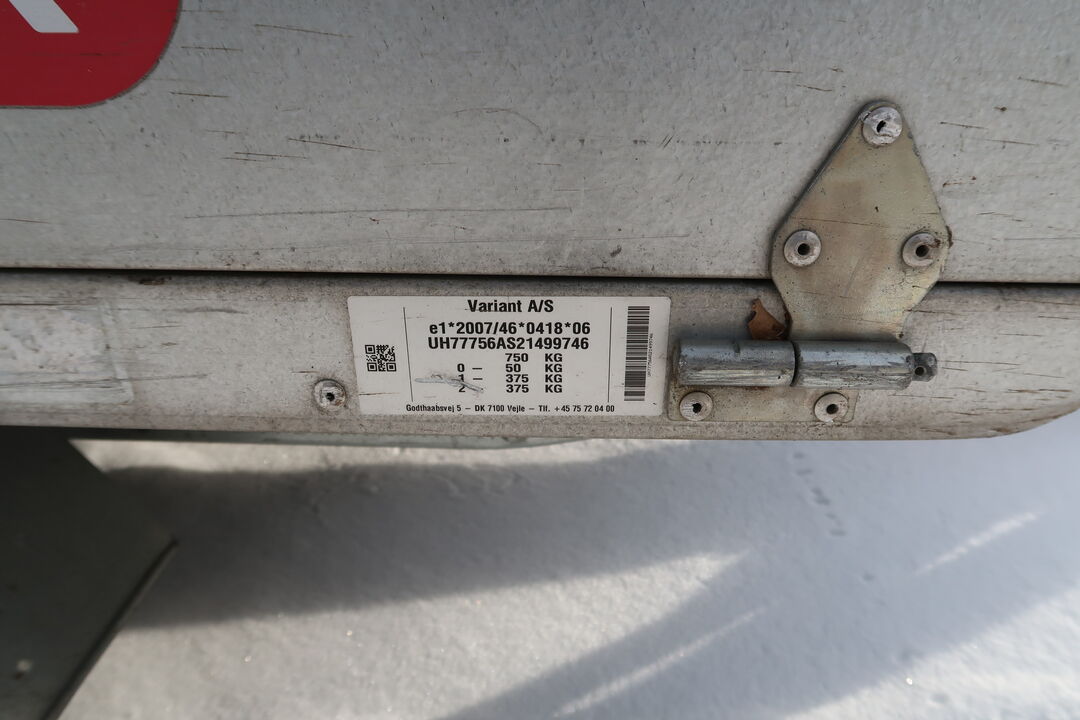 Variant A/S
e1*2007/46*0418*06
UH77756AS21499746
750 KG
0 – 50 KG
1 – 375 KG
2 – 375 KG
Godthaabsvej 5 – DK 7100 Vejle – Tlf. +45 75 72 04 00
UH77756AS21499746